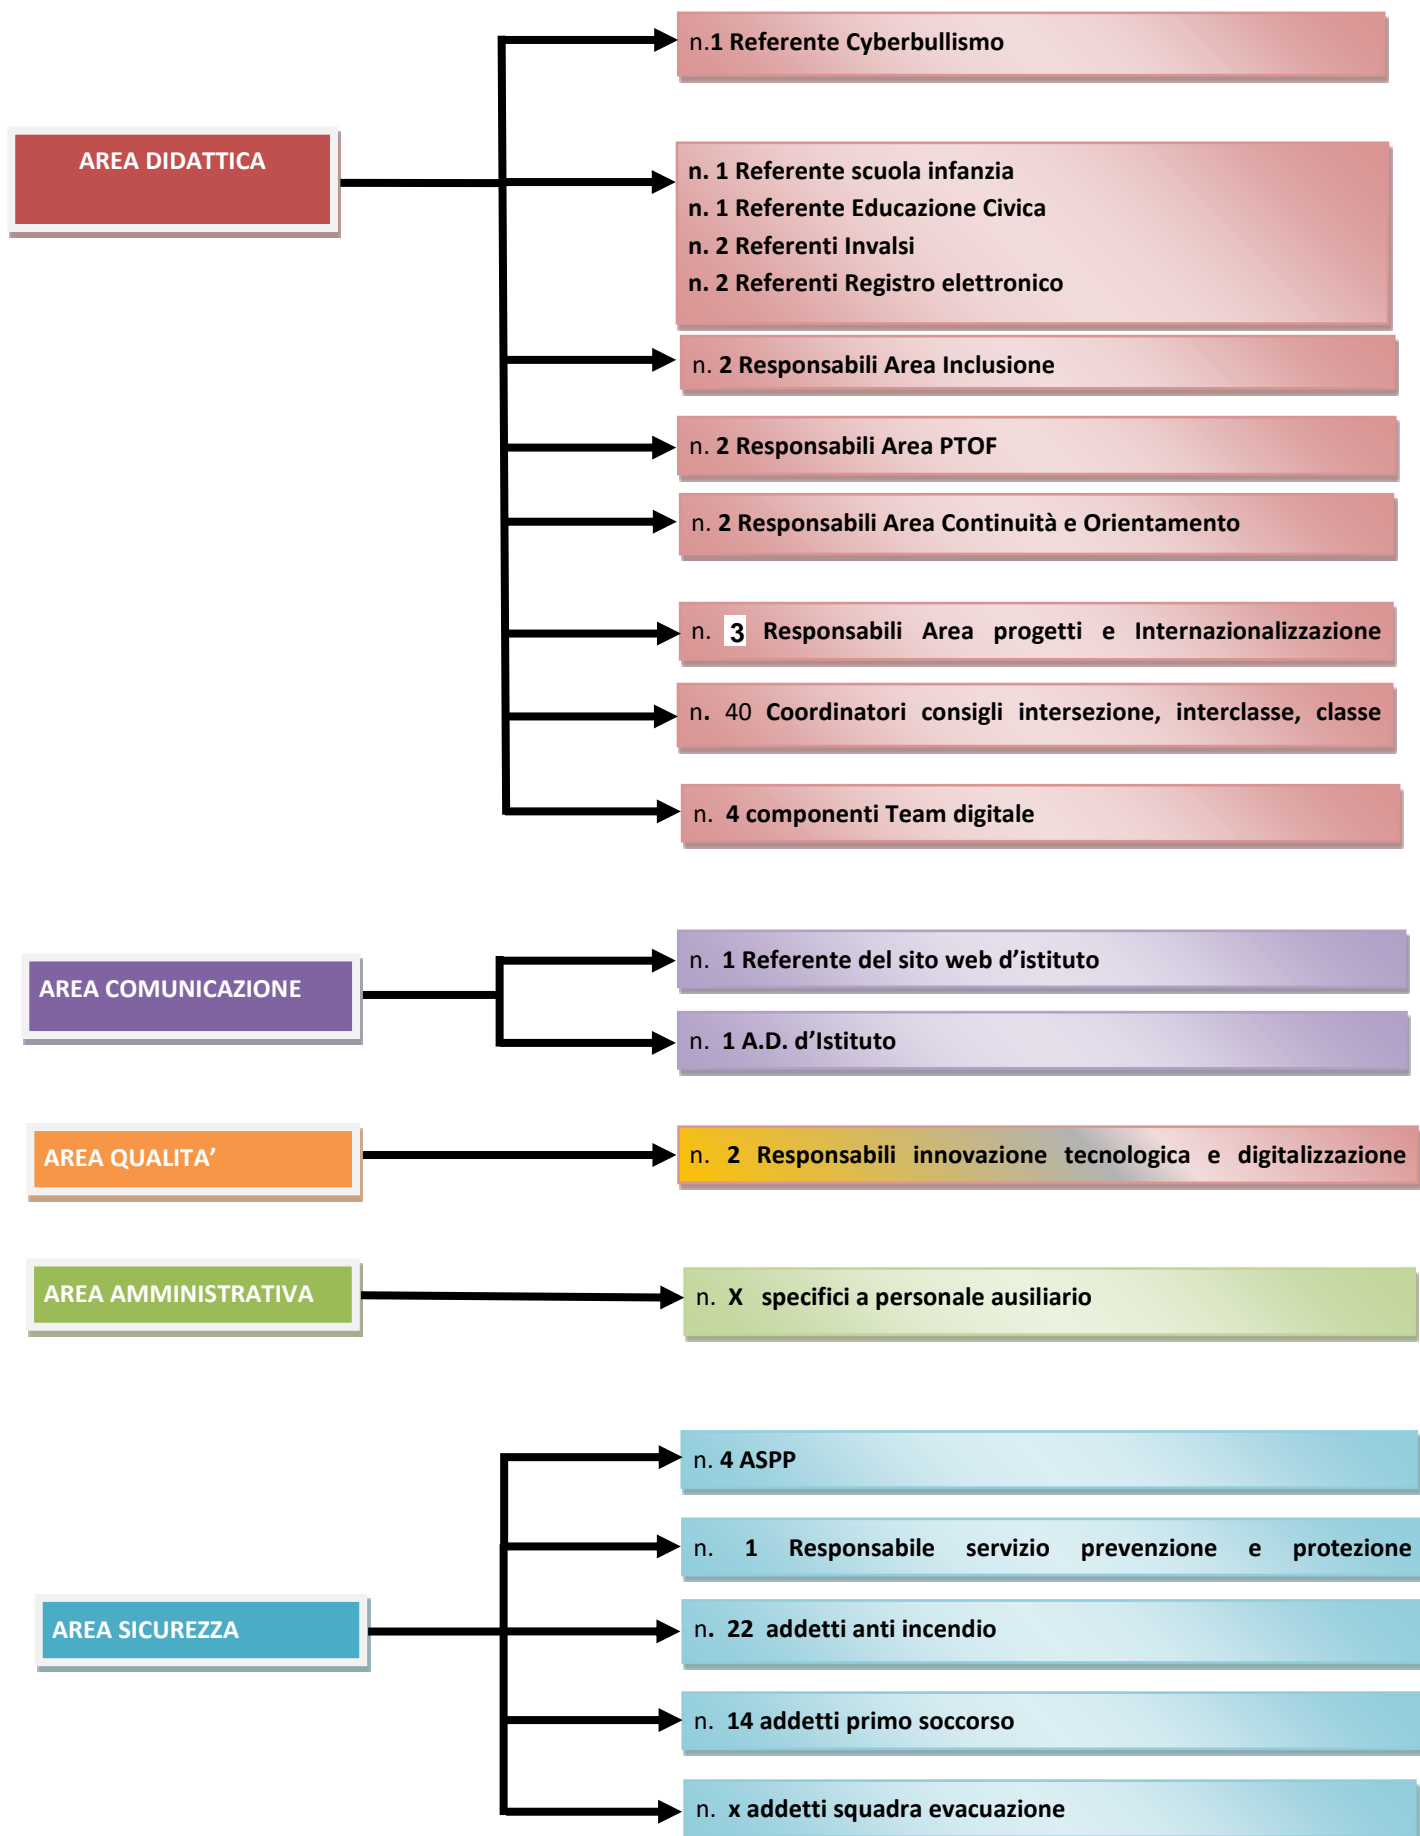 n.1 Referente Cyberbullismo
AREA DIDATTICA
n. 1 Referente scuola infanzia
n. 1 Referente Educazione Civica
n. 2 Referenti Invalsi
n. 2 Referenti Registro elettronico
n. 2 Responsabili Area Inclusione
n. 2 Responsabili Area PTOF
n. 2 Responsabili Area Continuità e Orientamento
n. 3 Responsabili Area progetti e Internazionalizzazione
n. 40 Coordinatori consigli intersezione, interclasse, classe
n. 4 componenti Team digitale
AREA COMUNICAZIONE
n. 1 Referente del sito web d’istituto
n. 1 A.D. d’Istituto
AREA QUALITA’
n. 2 Responsabili innovazione tecnologica e digitalizzazione
AREA AMMINISTRATIVA
n. X specifici a personale ausiliario
n. 4 ASPP
n. 1 Responsabile servizio prevenzione e protezione
AREA SICUREZZA
n. 22 addetti anti incendio
n. 14 addetti primo soccorso
n. x addetti squadra evacuazione